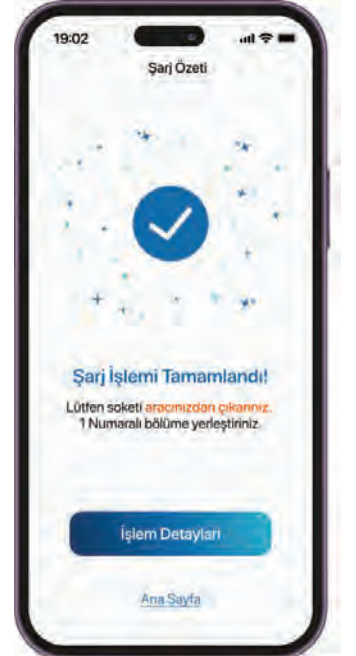 19:02
Şarj Özeti
Şarj İşlemi Tamamlandı!
Lütfen soketi aracınızdan çıkarınız.
1 Numaralı bölüme yerleştiriniz.
İşlem Detayları
Ana Sayfa